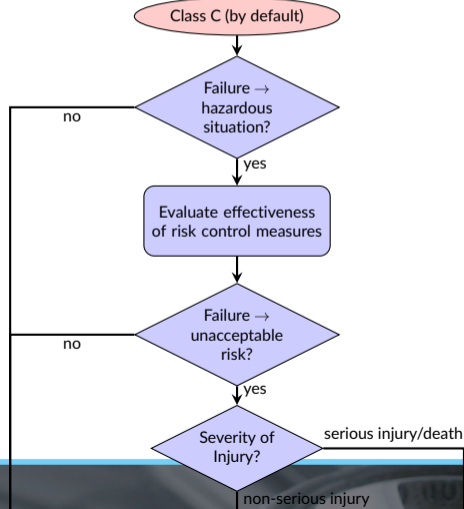 Class C (by default)
Failure →
hazardous
situation?
no
yes
Evaluate effectiveness
of risk control measures
Failure →
unacceptable
risk?
no
yes
Severity of
Injury?
serious injury/death
non-serious injury